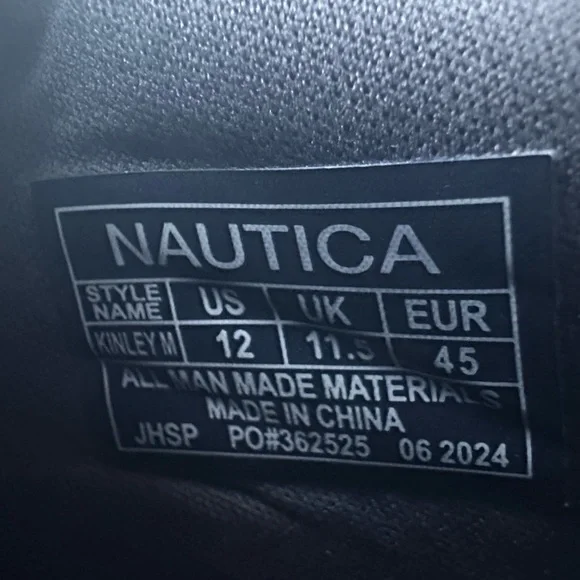 NAUTICA
STYLE NAME US UK EUR
KINLEY M 12 11.5 45
ALL MAN MADE MATERIALS
MADE IN CHINA
JHSP PO#362525 06 2024